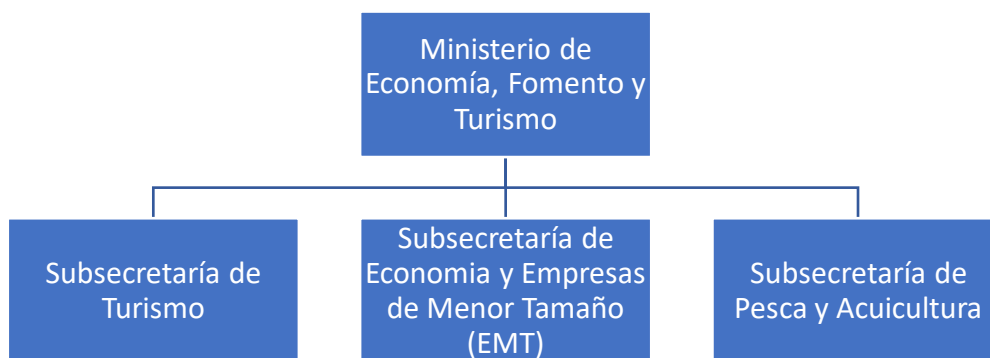 Ministerio de
Economía, Fomento y
Turismo
Subsecretaría de
Turismo
Subsecretaría de
Economia y Empresas
de Menor Tamaño
(EMT)
Subsecretaría de
Pesca y Acuicultura